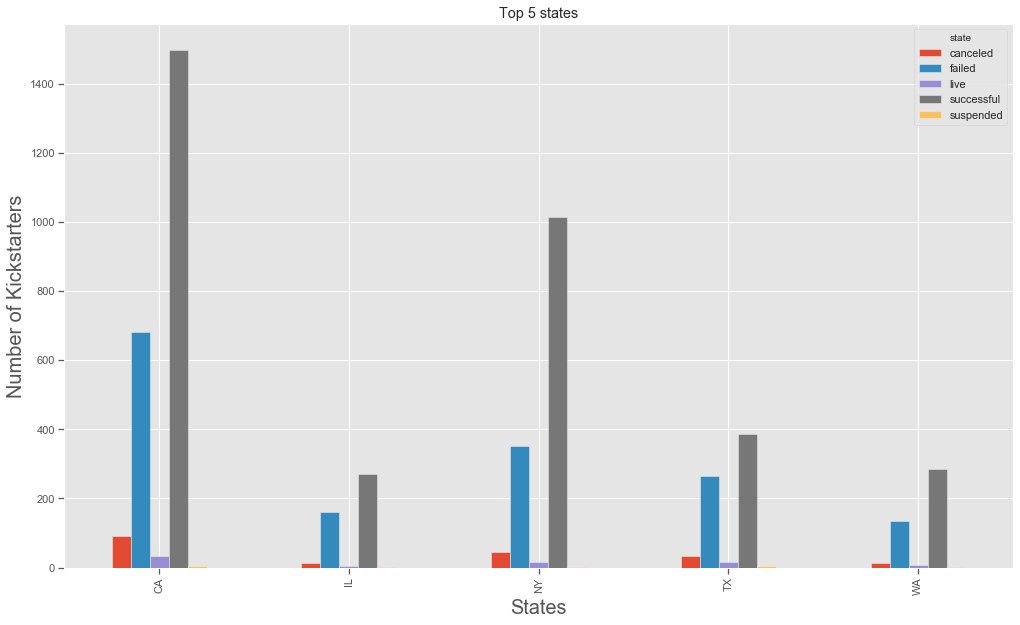 Top 5 states
state
canceled
failed
live
successful
suspended
Number of Kickstarters
1400
1200
1000
800
600
400
200
0
CA
IL
NY
TX
WA
States